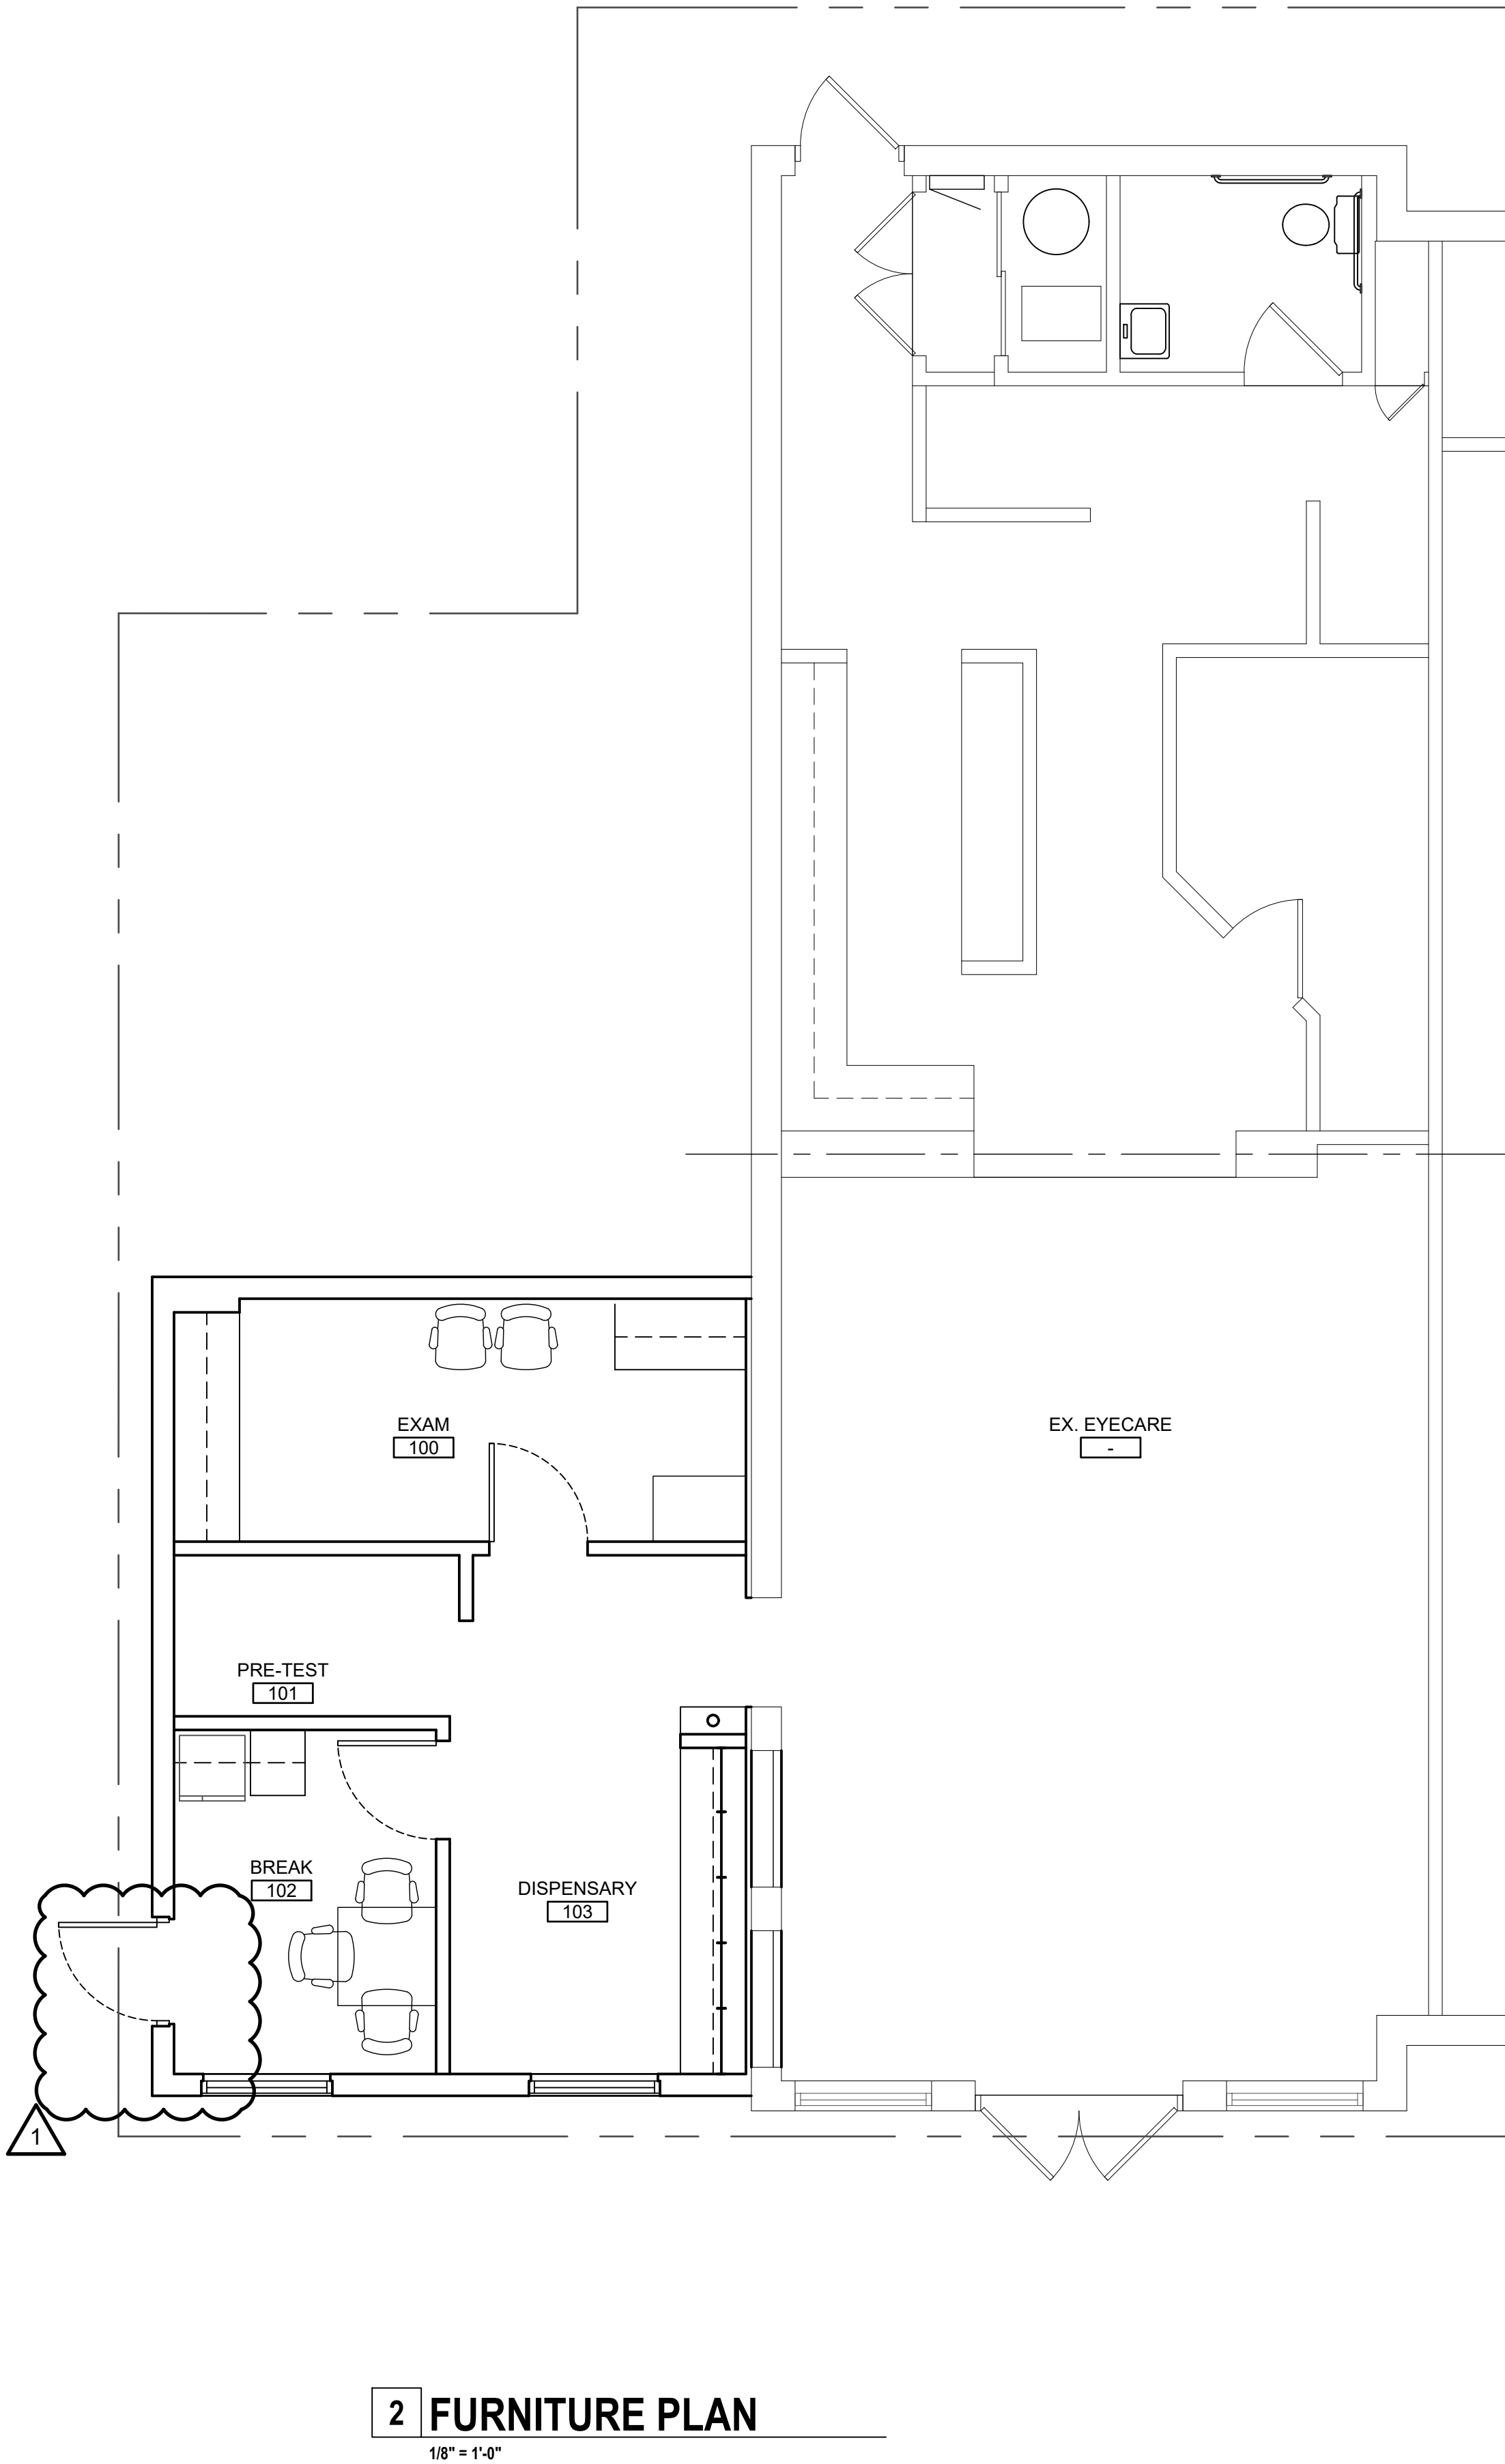 EXAM
100
EX. EYECARE
-
PRE-TEST
101
BREAK
102
DISPENSARY
103
1
2 FURNITURE PLAN
1/8" = 1'-0"